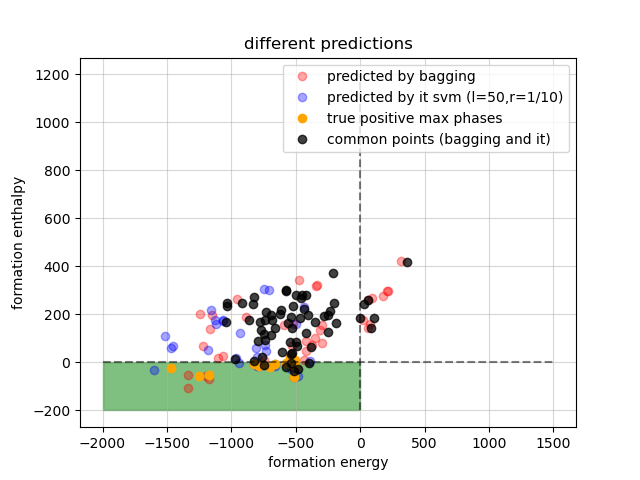 different predictions
predicted by bagging
predicted by it svm (l=50,r=1/10)
true positive max phases
common points (bagging and it)
1200
1000
800
600
400
200
0
−200
formation enthalpy
−2000 −1500 −1000 −500 0 500 1000 1500
formation energy